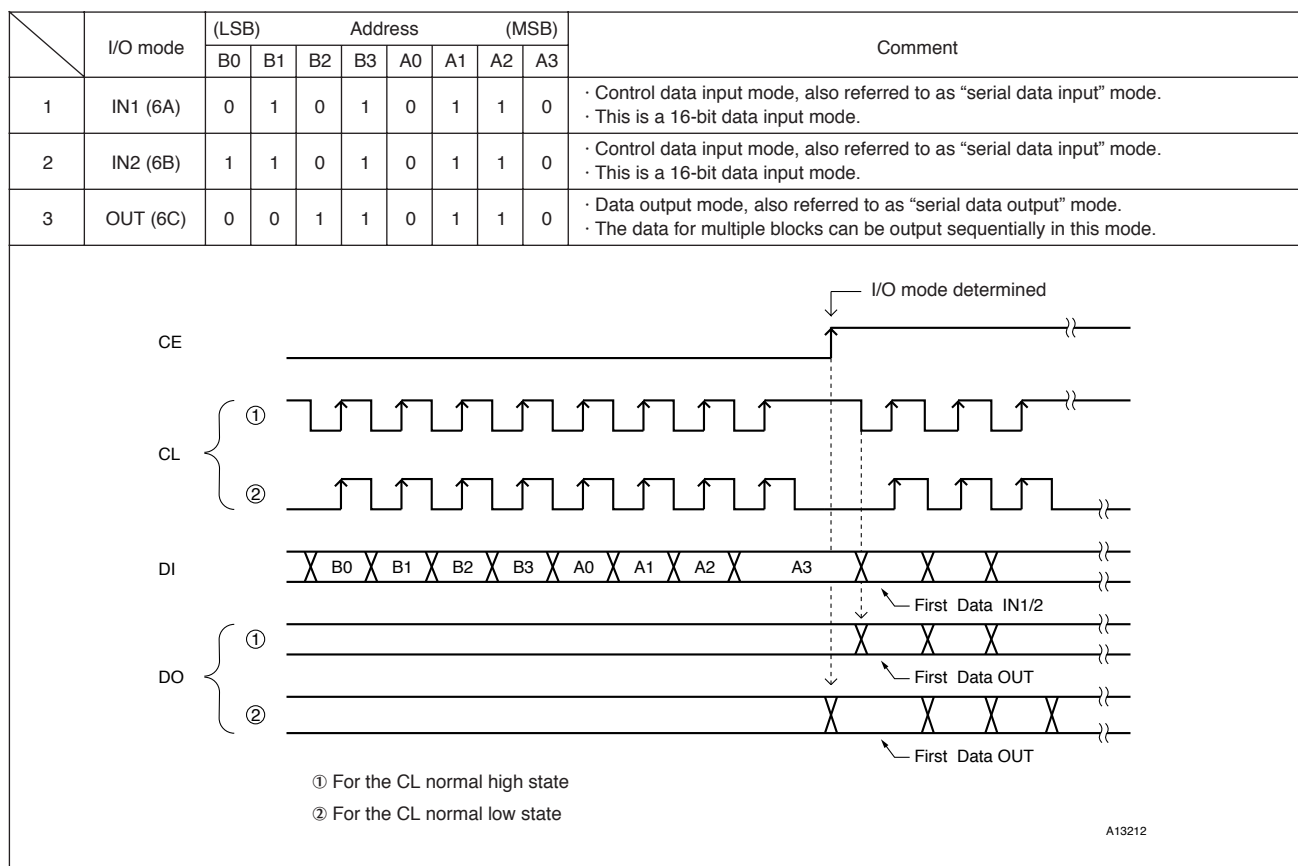 I/O mode (LSB) Address (MSB) Comment
B0 B1 B2 B3 A0 A1 A2 A3
1 IN1 (6A) 0 1 0 1 0 1 1 0 · Control data input mode, also referred to as “serial data input” mode.
· This is a 16-bit data input mode.
2 IN2 (6B) 1 1 0 1 0 1 1 0 · Control data input mode, also referred to as “serial data input” mode.
· This is a 16-bit data input mode.
3 OUT (6C) 0 0 1 1 0 1 1 0 · Data output mode, also referred to as “serial data output” mode.
· The data for multiple blocks can be output sequentially in this mode.
I/O mode determined
CE
CL
①
②
DI B0 B1 B2 B3 A0 A1 A2 A3
First Data IN1/2
DO
①
First Data OUT
②
First Data OUT
① For the CL normal high state
② For the CL normal low state
A13212